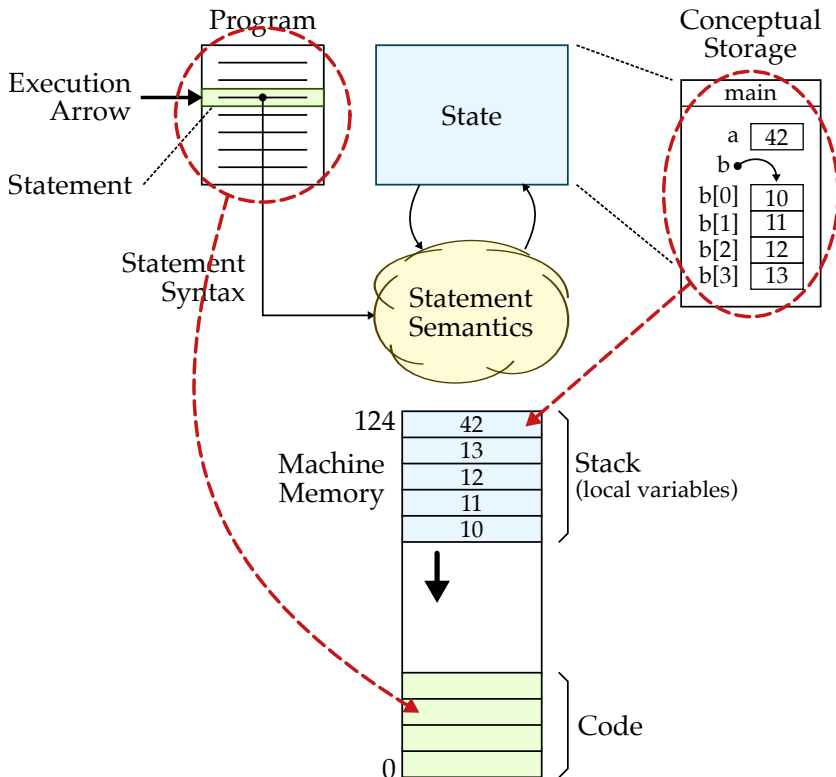 Program
Execution
Arrow
Statement
Statement
Syntax
State
Statement
Semantics
Conceptual
Storage
main
a 42
b
b[0] 10
b[1] 11
b[2] 12
b[3] 13
124
Machine
Memory
42
13
12
11
10
Stack
(local variables)
Code
0